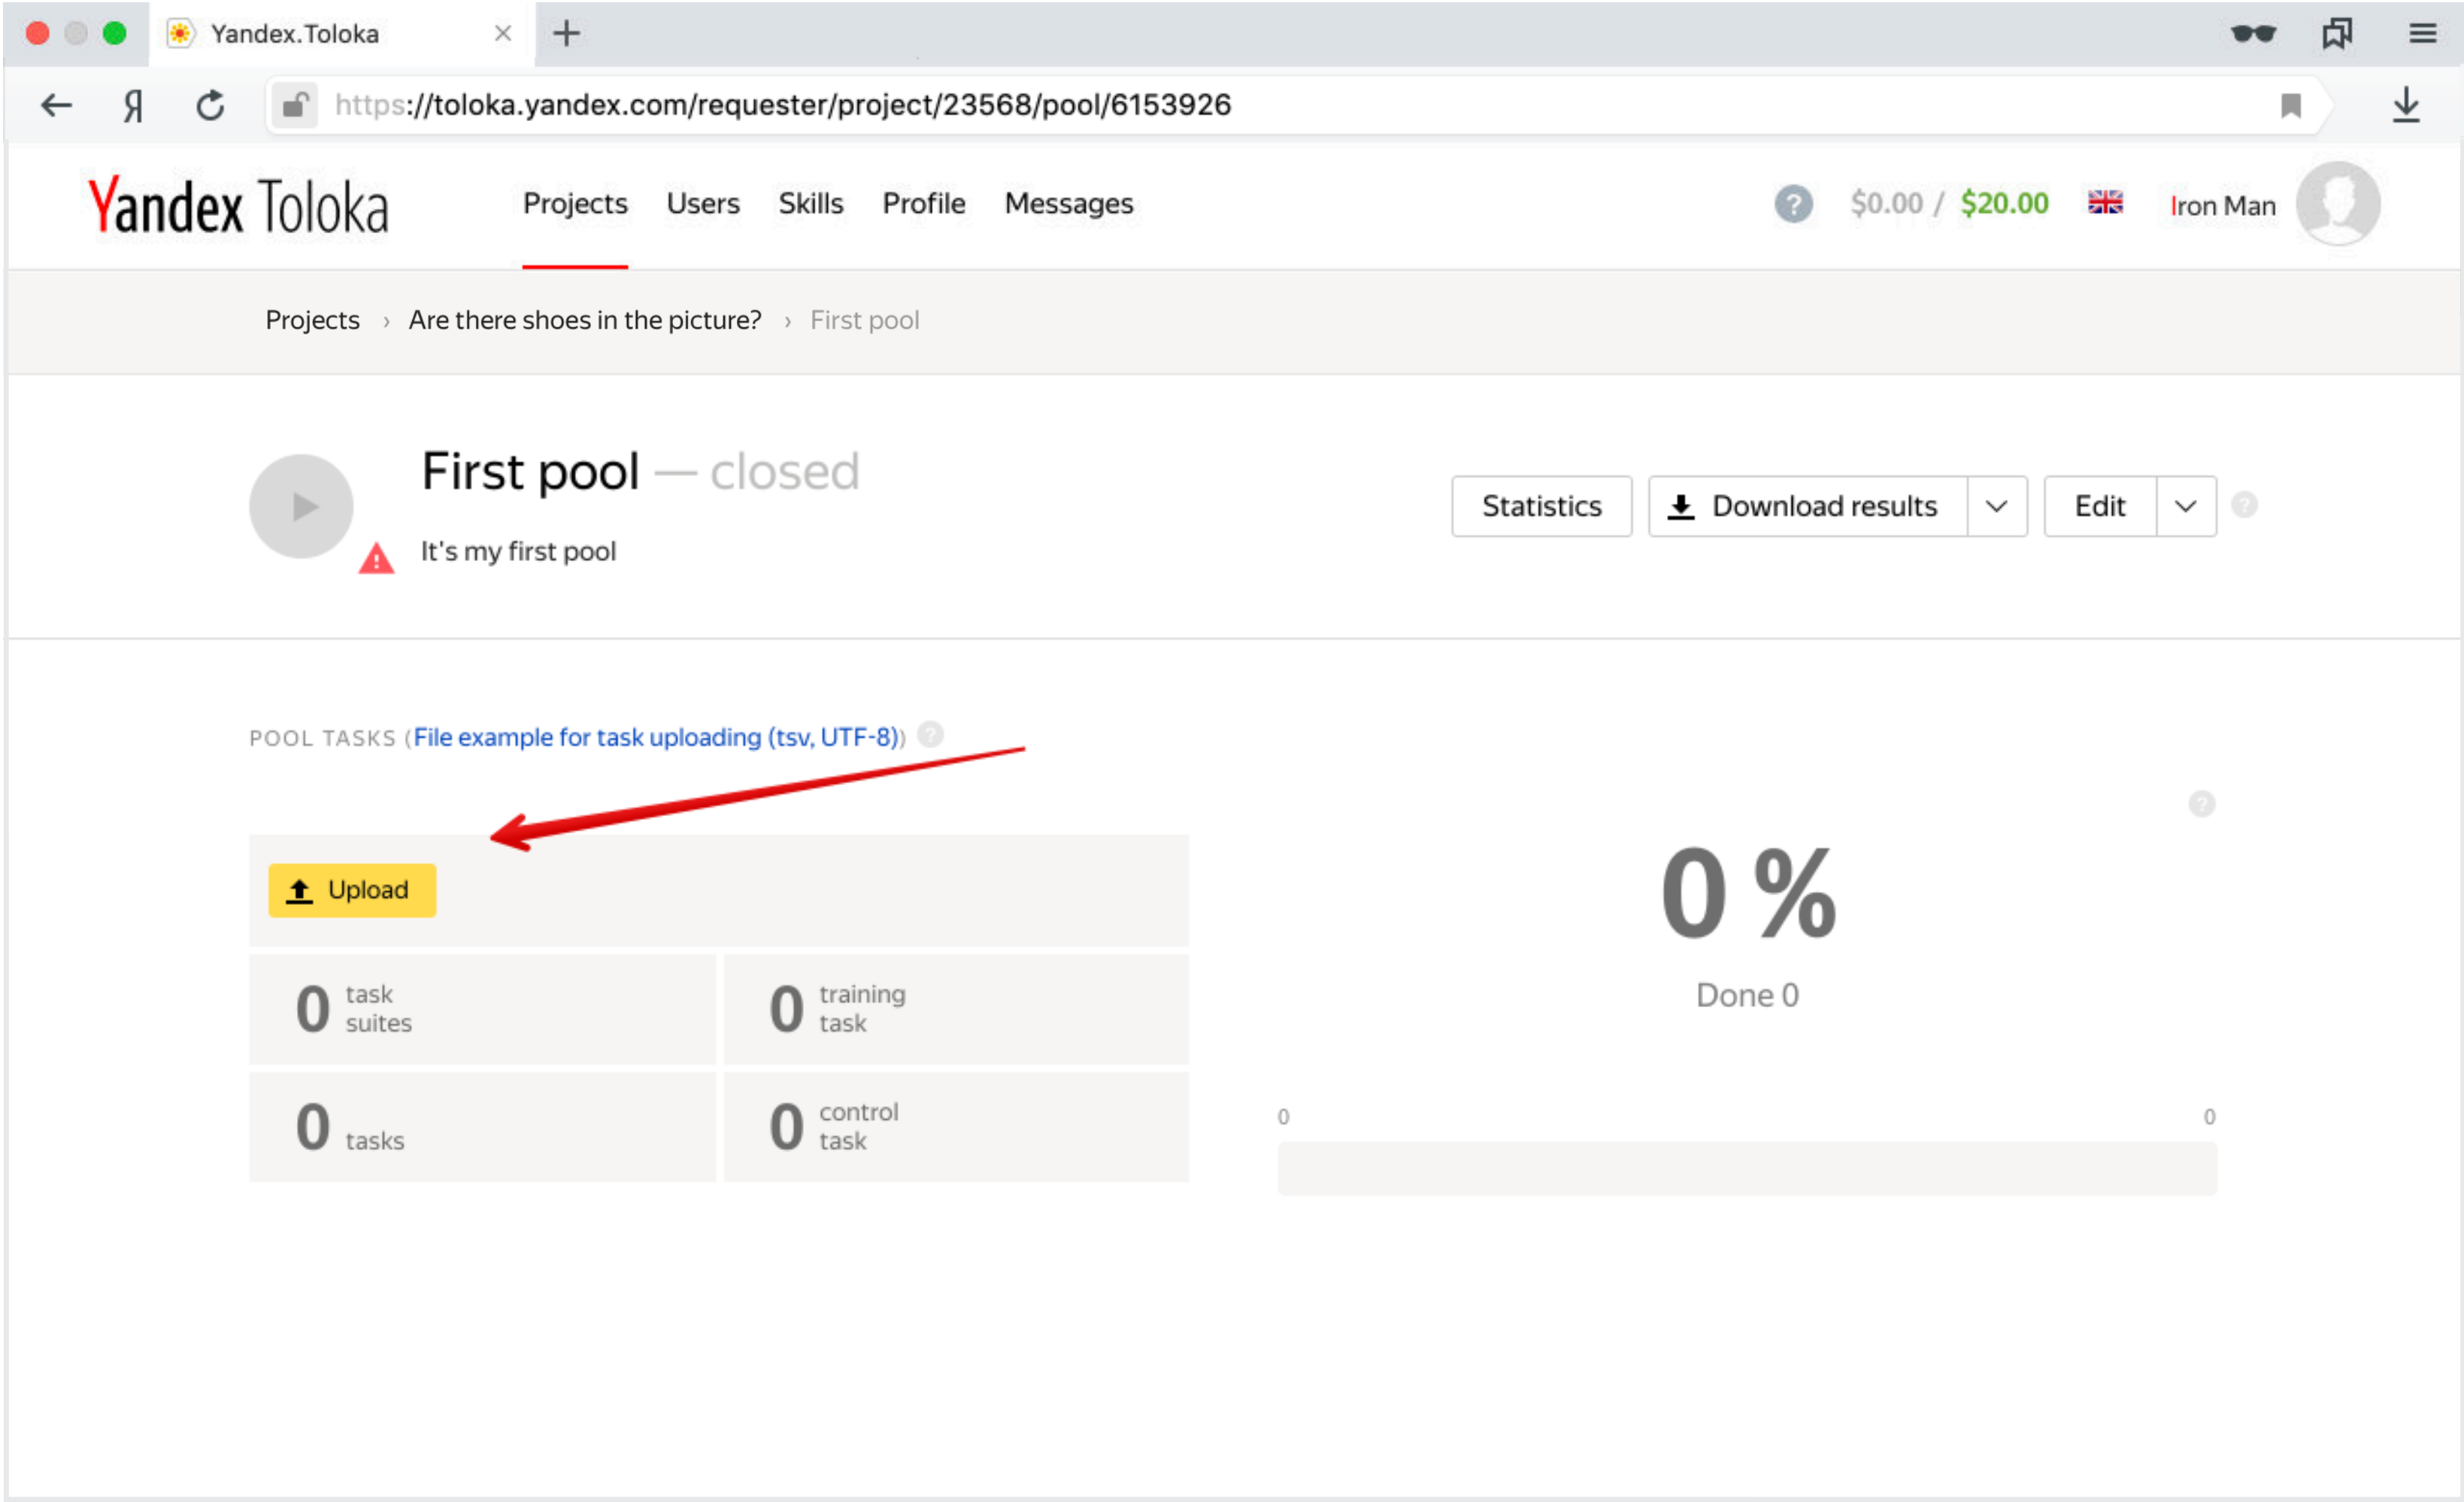 Yandex.Toloka
https://toloka.yandex.com/requester/project/23568/pool/6153926
Yandex Toloka Projects Users Skills Profile Messages ? $0.00 / $20.00 Iron Man
Projects › Are there shoes in the picture? › First pool
First pool — closed
It's my first pool
Statistics Download results Edit ?
POOL TASKS (File example for task uploading (tsv, UTF-8)) ?
?
Upload
0 %
Done 0
0 task suites 0 training task
0 tasks 0 control task
0 0